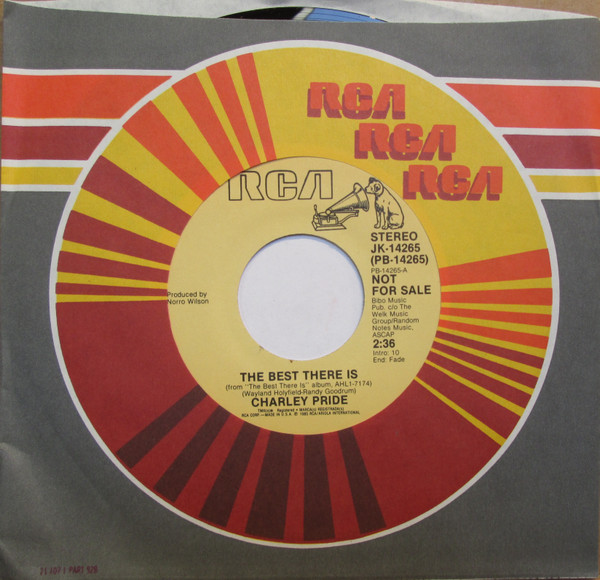 RCA
RCA
RCA
RCA
STEREO
JK-14265
(PB-14265)
PB-14265-A
NOT
FOR SALE
Bibo Music
Pub. c/o The
Welk Music
Group/Random
Notes Music,
ASCAP
2:36
Intro: 10
End: Fade
Produced by
Norro Wilson
THE BEST THERE IS
(from "The Best There Is" album, AHL1-7174)
(Wayland Holyfield-Randy Goodrum)
CHARLEY PRIDE